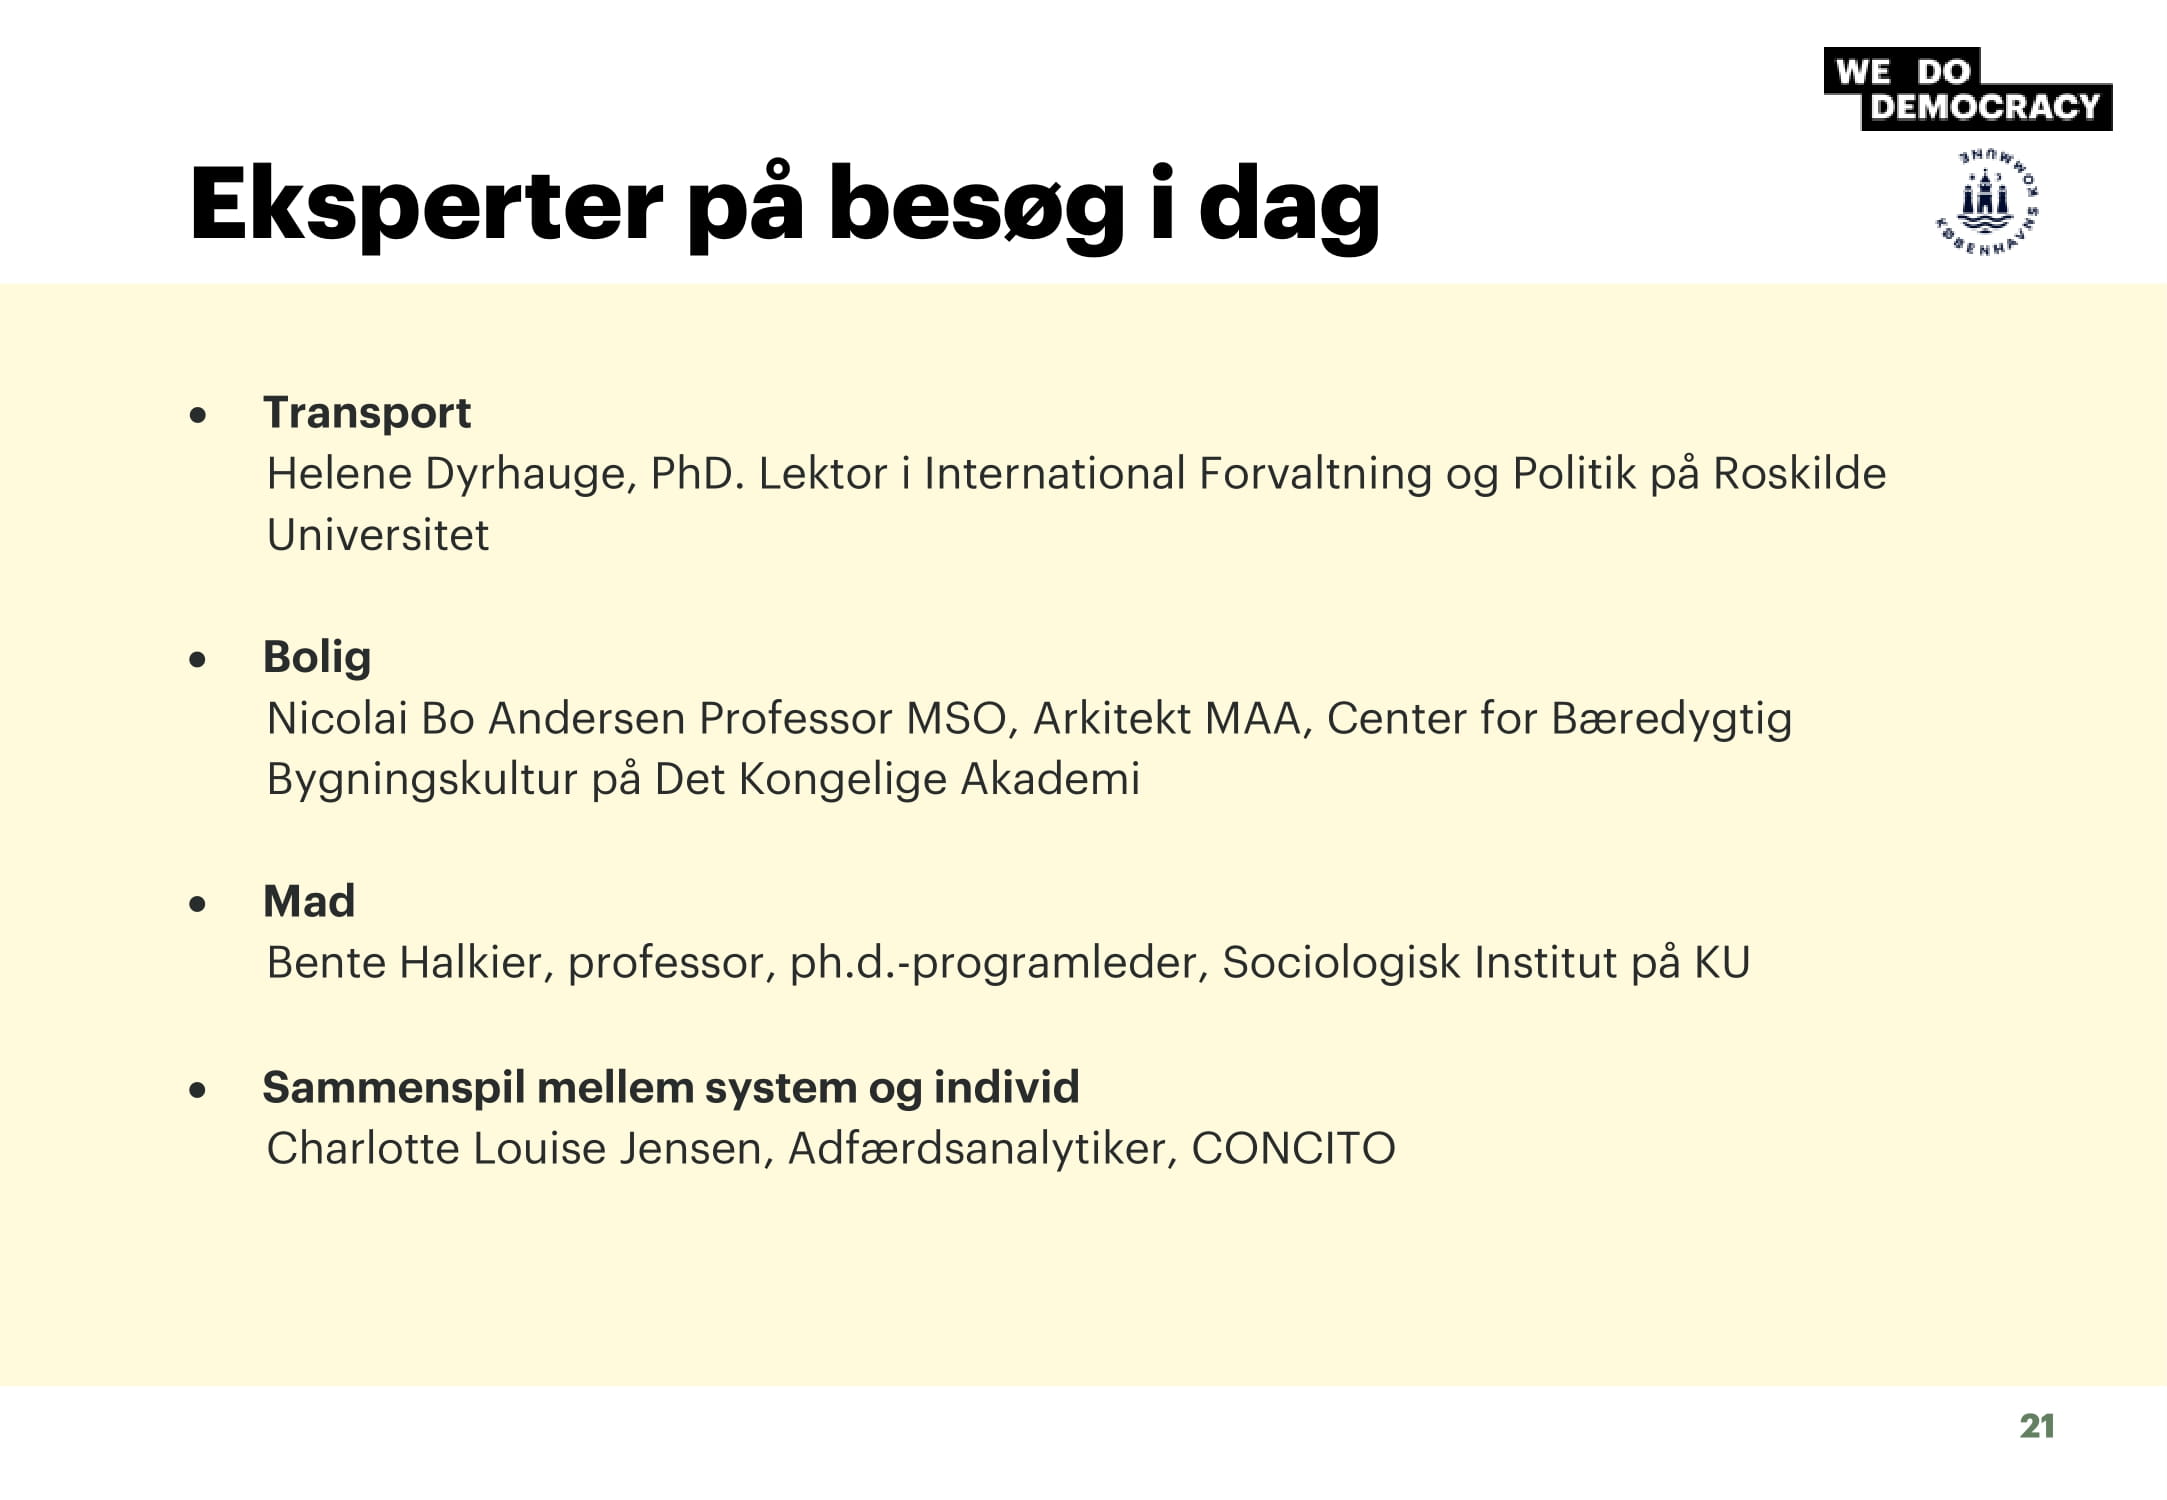 WE DO
DEMOCRACY
KØBENHAVNS KOMMUNE
Eksperter på besøg i dag
• Transport
Helene Dyrhauge, PhD. Lektor i International Forvaltning og Politik på Roskilde
Universitet
• Bolig
Nicolai Bo Andersen Professor MSO, Arkitekt MAA, Center for Bæredygtig
Bygningskultur på Det Kongelige Akademi
• Mad
Bente Halkier, professor, ph.d.-programleder, Sociologisk Institut på KU
• Sammenspil mellem system og individ
Charlotte Louise Jensen, Adfærdsanalytiker, CONCITO
21